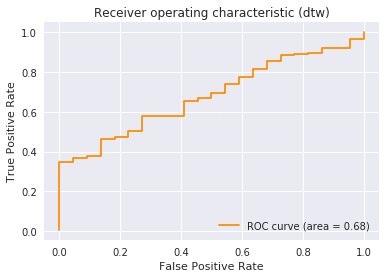 Receiver operating characteristic (dtw)
True Positive Rate
1.0
0.8
0.6
0.4
0.2
0.0
ROC curve (area = 0.68)
0.0 0.2 0.4 0.6 0.8 1.0
False Positive Rate